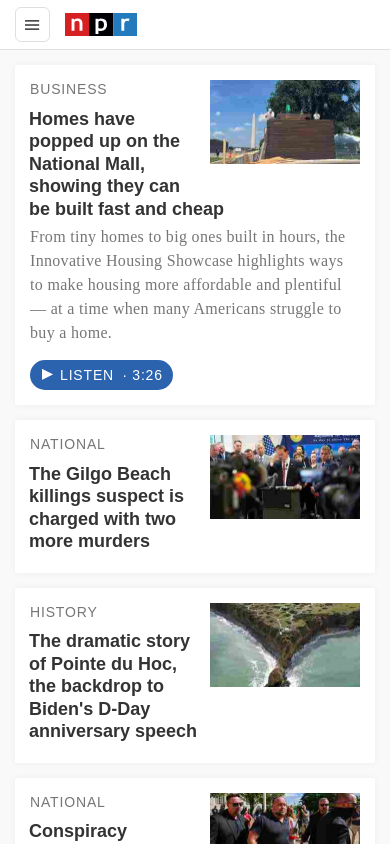 npr
BUSINESS
Homes have
popped up on the
National Mall,
showing they can
be built fast and cheap
From tiny homes to big ones built in hours, the
Innovative Housing Showcase highlights ways
to make housing more affordable and plentiful
— at a time when many Americans struggle to
buy a home.
LISTEN · 3:26
NATIONAL
The Gilgo Beach
killings suspect is
charged with two
more murders
HISTORY
The dramatic story
of Pointe du Hoc,
the backdrop to
Biden's D-Day
anniversary speech
NATIONAL
Conspiracy